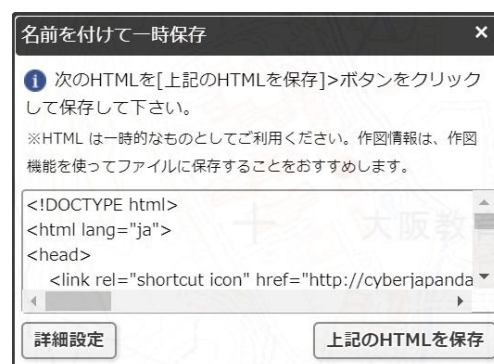 名前を付けて一時保存 ×
次のHTMLを[上記のHTMLを保存]>ボタンをクリック
して保存して下さい。
※HTML は一時的なものとしてご利用ください。作図情報は、作図
機能を使ってファイルに保存することをおすすめします。
<!DOCTYPE html>
<html lang="ja">
<head>
<link rel="shortcut icon" href="http://cyberjapanda
大阪教
詳細設定 上記のHTMLを保存